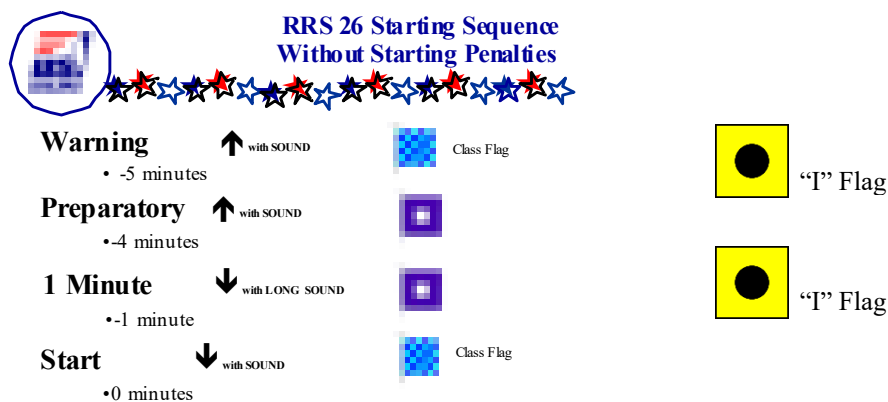 RRS 26 Starting Sequence
Without Starting Penalties
Warning ↑ with SOUND Class Flag
• -5 minutes
"I" Flag
Preparatory ↑ with SOUND
•-4 minutes
1 Minute ↓ with LONG SOUND
"I" Flag
•-1 minute
Start ↓ with SOUND Class Flag
•0 minutes